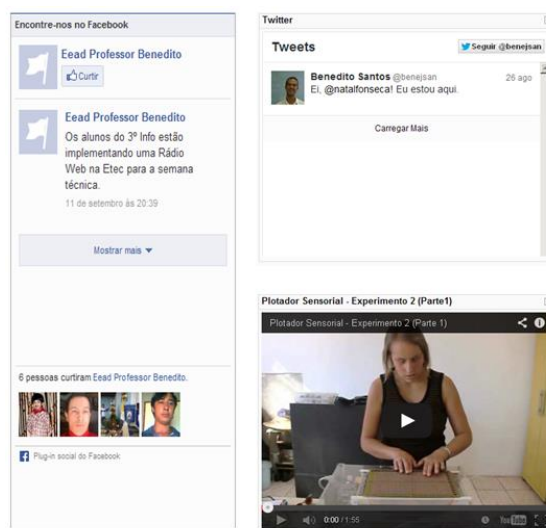 Encontre-nos no Facebook
Eead Professor Benedito
Curtir
Eead Professor Benedito
Os alunos do 3º Info estão
implementando uma Rádio
Web na Etec para a semana
técnica.
11 de setembro às 20:39
Mostrar mais
6 pessoas curtiram Eead Professor Benedito.
Plug-in social do Facebook
Twitter
Tweets
Seguir @benejsan
Benedito Santos @benejsan
26 ago
Ei, @natalfonseca! Eu estou aqui.
Carregar Mais
Plotador Sensorial - Experimento 2 (Parte1)
Plotador Sensorial - Experimento 2 (Parte 1)
0:00 / 1:55
YouTube